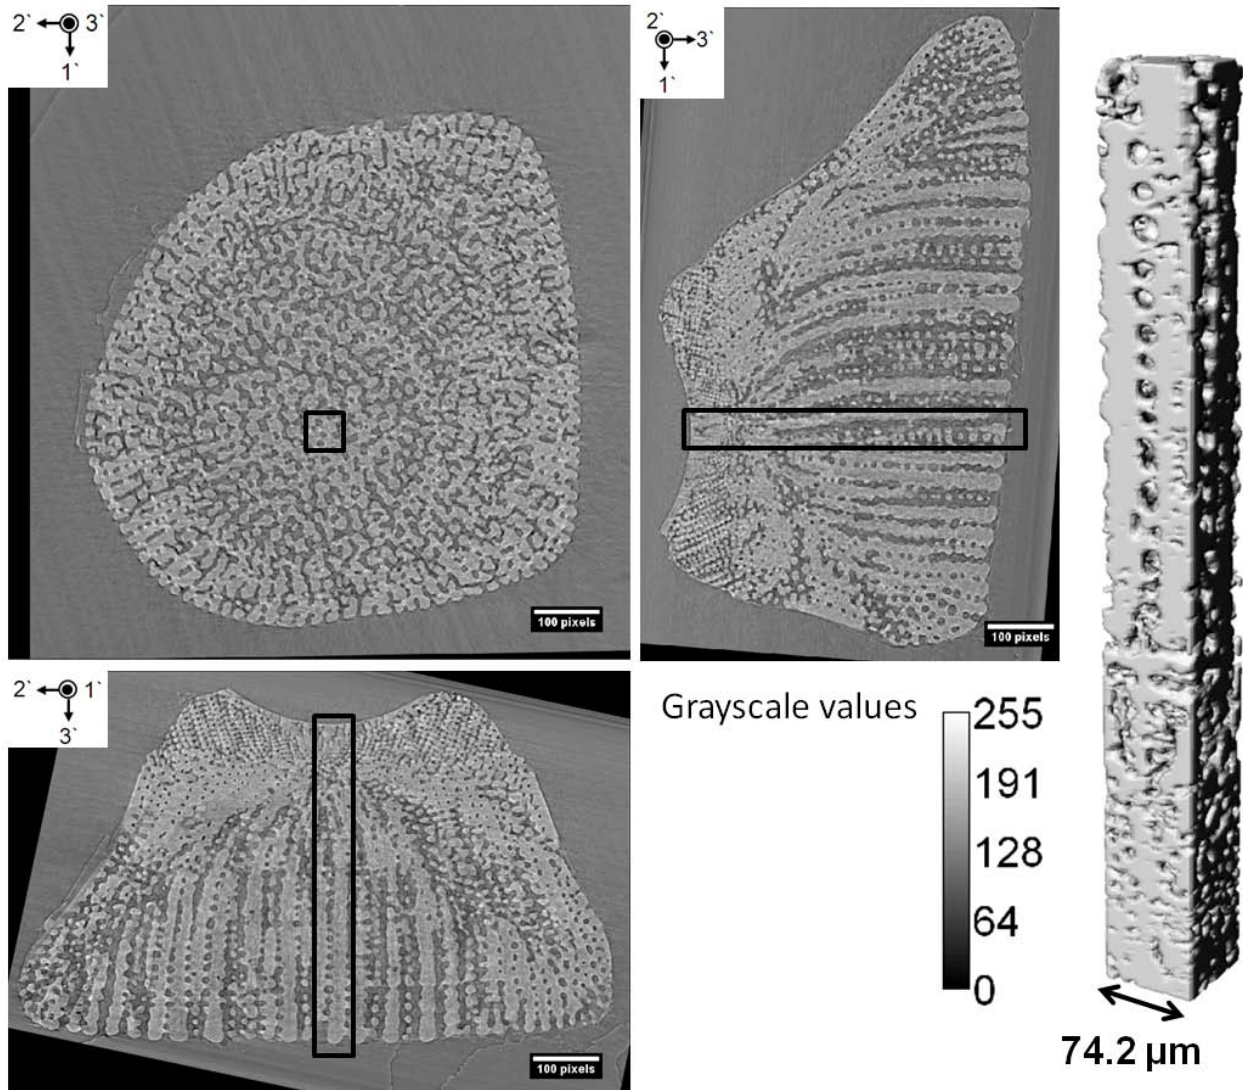 2` 3`
1`
100 pixels
2`
3`
1`
100 pixels
2` 1`
3`
100 pixels
Grayscale values
255
191
128
64
0
74.2 µm